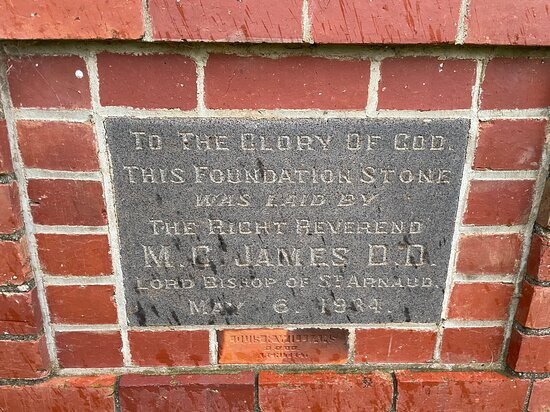 TO THE GLORY OF GOD.
THIS FOUNDATION STONE
WAS LAID BY
THE RIGHT REVEREND
M. C. JAMES D.D.
LORD BISHOP OF ST ARNAUD.
MAY 6. 1934.